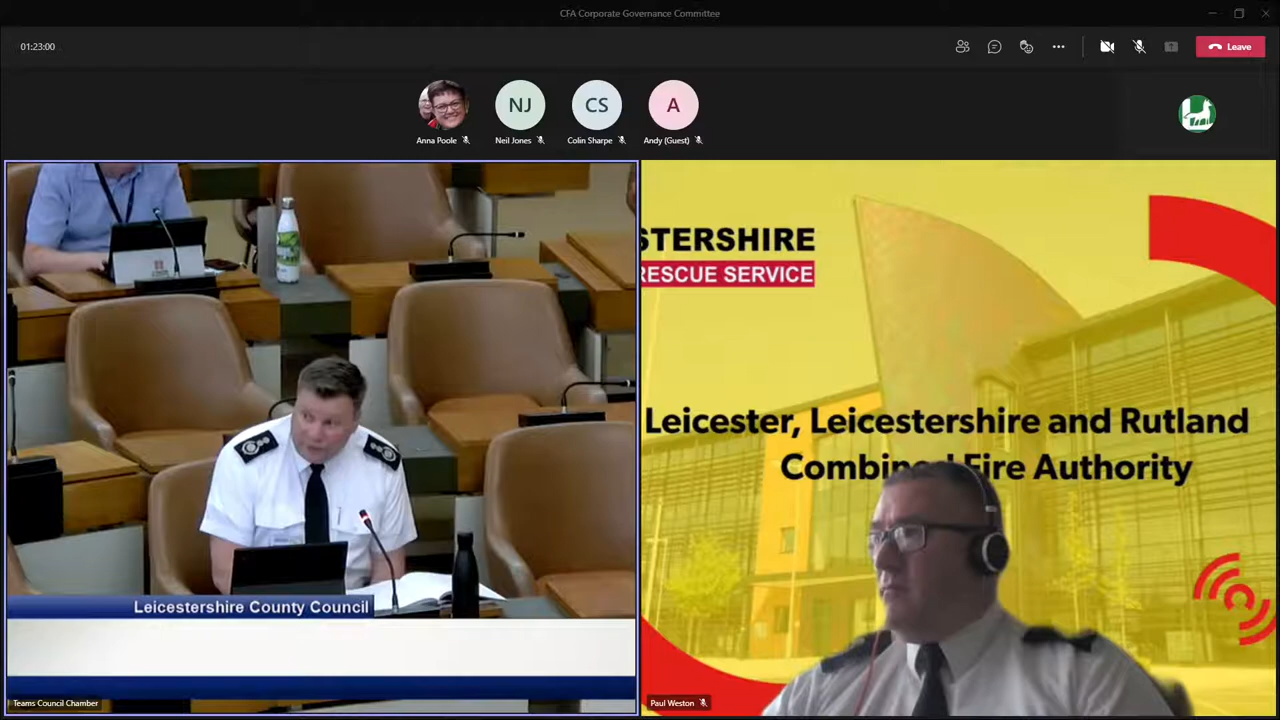 CFA Corporate Governance Committee
01:23:00
Leave
NJ
CS
A
Anna Poole
Neil Jones
Colin Sharpe
Andy (Guest)
STERSHIRE
RESCUE SERVICE
Leicester, Leicestershire and Rutland
Combined Fire Authority
Leicestershire County Council
Teams Council Chamber
Paul Weston